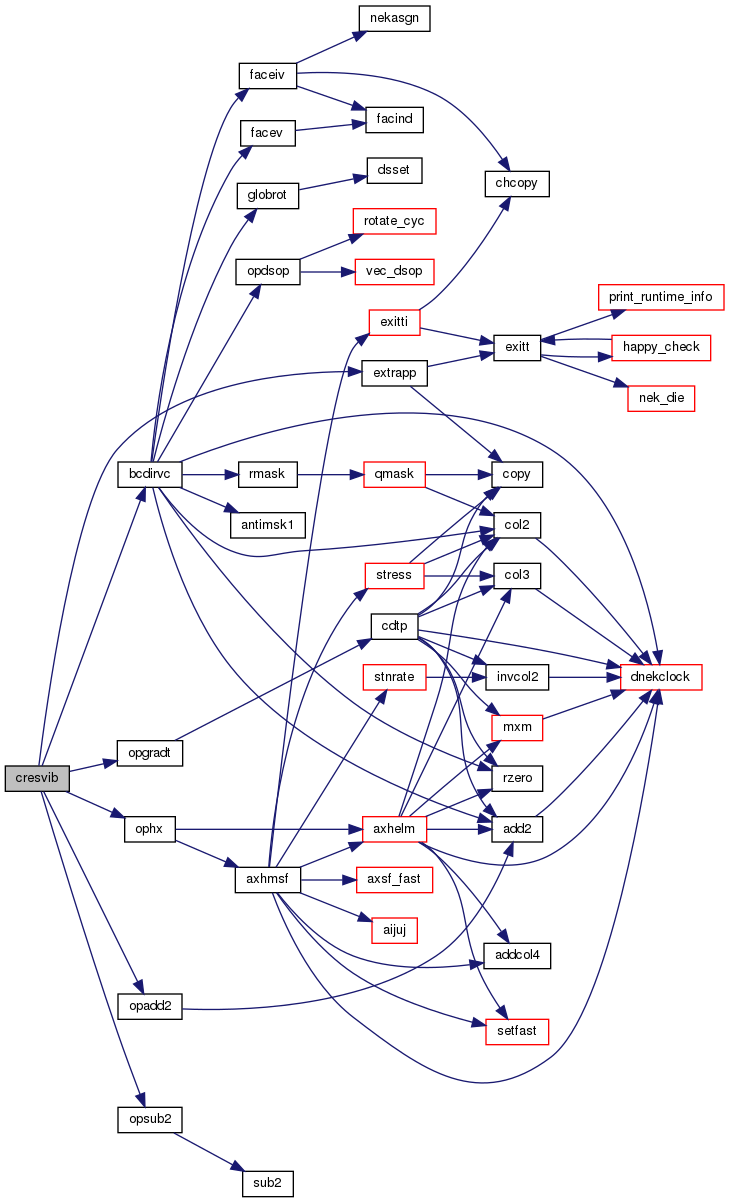 nekasgn
faceiv
facind
facev
dsset
chcopy
globrot
rotate_cyc
opdsop
vec_dsop
print_runtime_info
exitti
exitt
happy_check
extrapp
nek_die
bcdirvc
rmask
qmask
copy
antimsk1
col2
stress
col3
cdtp
stnrate
invcol2
dnekclock
mxm
opgradt
cresvib
rzero
ophx
axhelm
add2
axhmsf
axsf_fast
aijuj
addcol4
opadd2
setfast
opsub2
sub2